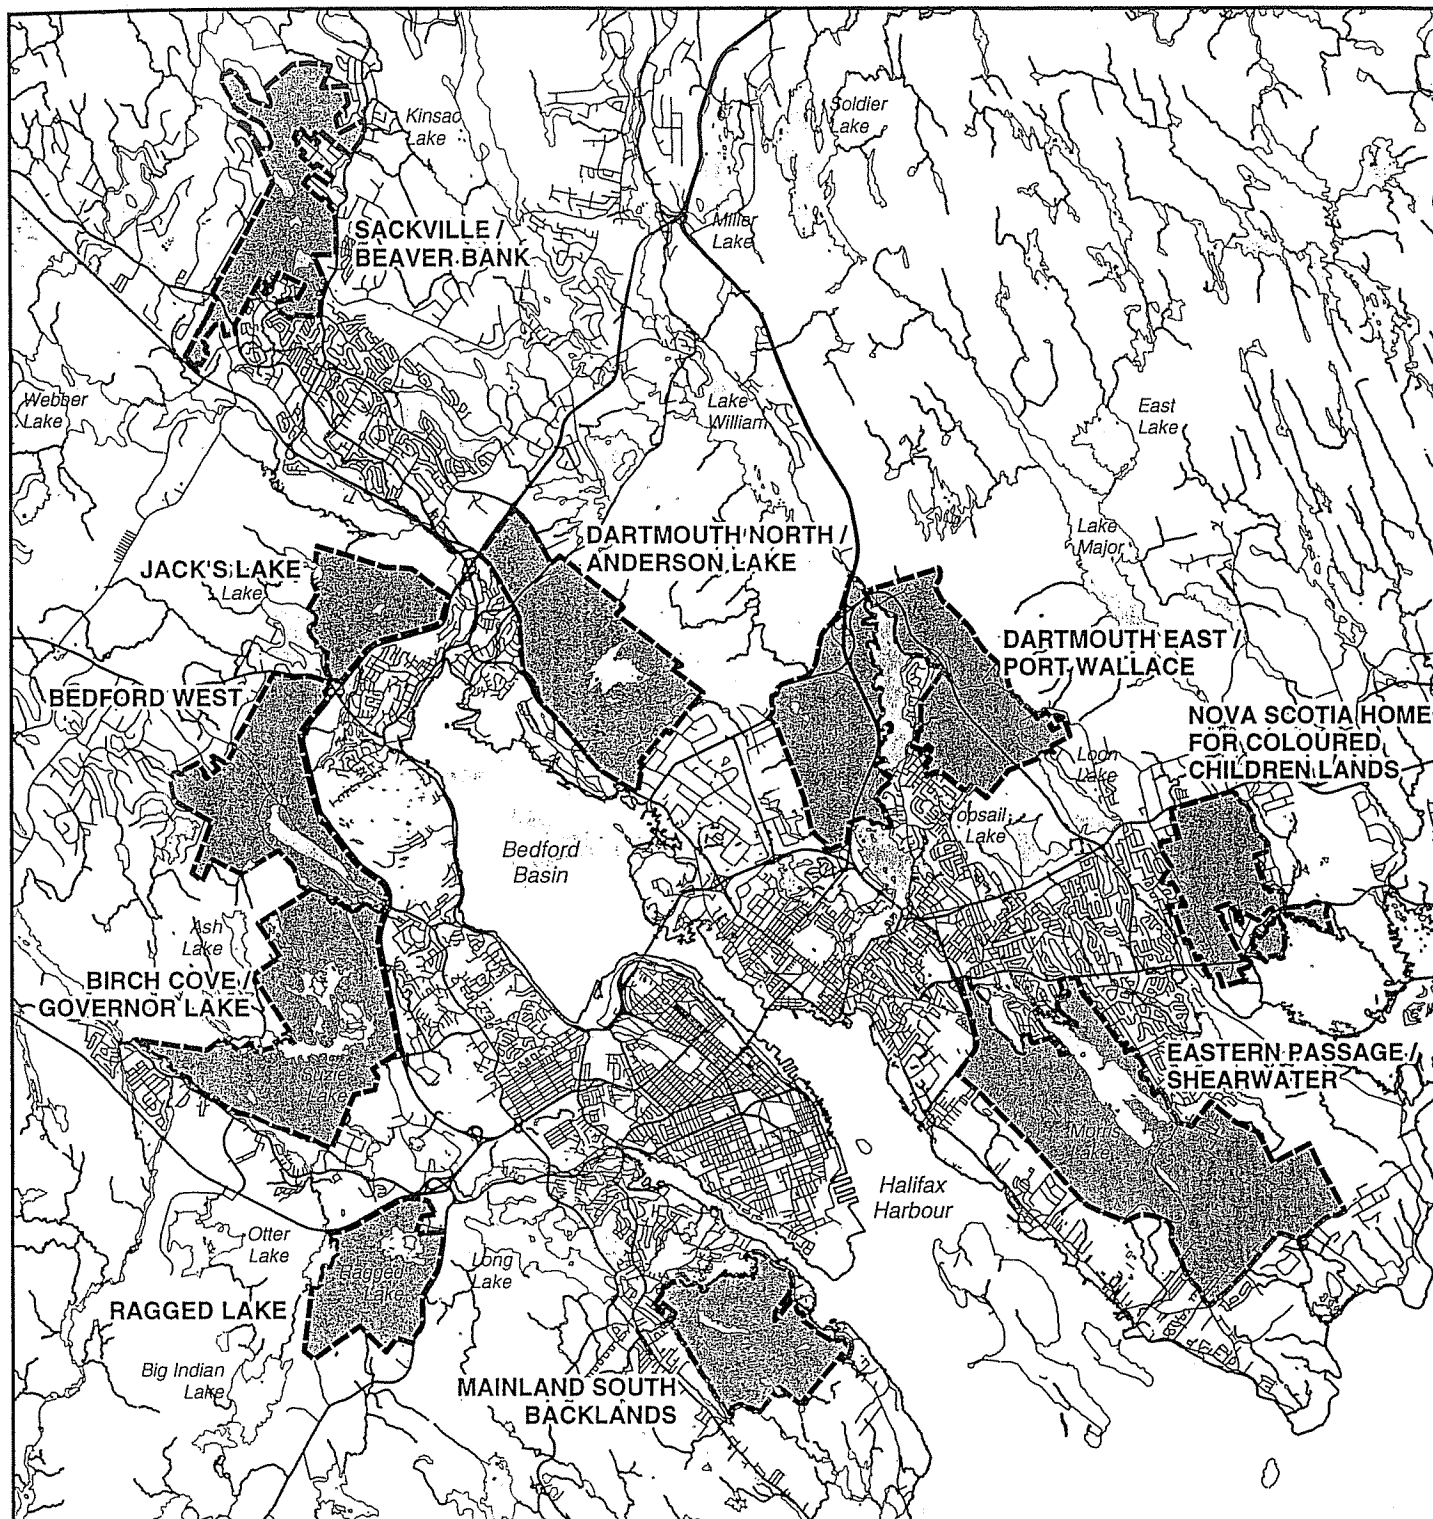 Soldier
Lake
Kinsac
Lake
Miller
Lake
SACKVILLE /
BEAVER BANK
Webber
Lake
Lake
William
East
Lake
Lake
Major
DARTMOUTH NORTH /
ANDERSON LAKE
JACK'S LAKE
Lake
DARTMOUTH EAST /
PORT WALLACE
BEDFORD WEST
NOVA SCOTIA HOME
FOR COLOURED
CHILDREN LANDS
Loon
Lake
Topsail
Lake
Bedford
Basin
Ash
Lake
BIRCH COVE /
GOVERNOR LAKE
Lake
EASTERN PASSAGE /
SHEARWATER
Morris
Lake
Halifax
Harbour
Otter
Lake
Long
Lake
Ragged
Lake
RAGGED LAKE
Big Indian
Lake
MAINLAND SOUTH
BACKLANDS